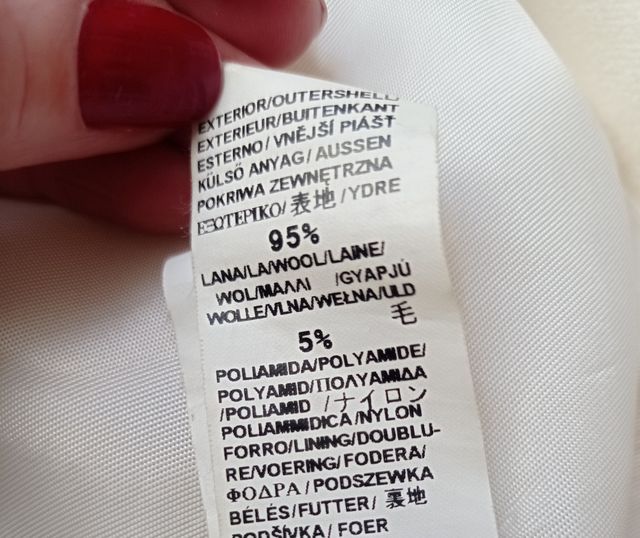 EXTERIOR/OUTERSHELL
EXTERIEUR/BUITENKANT
ESTERNO/VNĚJŠÍ PIÁŠŤ
KÜLSŐ ANYAG/AUSSEN
POKRIWA ZEWNĘTRZNA
ΕΞΩΤΕΡΙΚΟ/表地/YDRE
95%
LANA/LA/WOOL/LAINE/
WOL/ΜΑΛΛΙ /GYAPJÚ
WOLLE/VLNA/WEŁNA/ULD
毛
5%
POLIAMIDA/POLYAMIDE/
POLYAMID/ΠΟΛΥΑΜΙΔΑ
/POLIAMID /ナイロン
POLIAMMIDICA/NYLON
FORRO/LINING/DOUBLU-
RE/VOERING/FODERA/
ΦΟΔΡΑ/PODSZEWKA
BÉLÉS/FUTTER/裏地
PODŠÍVKA/FOER